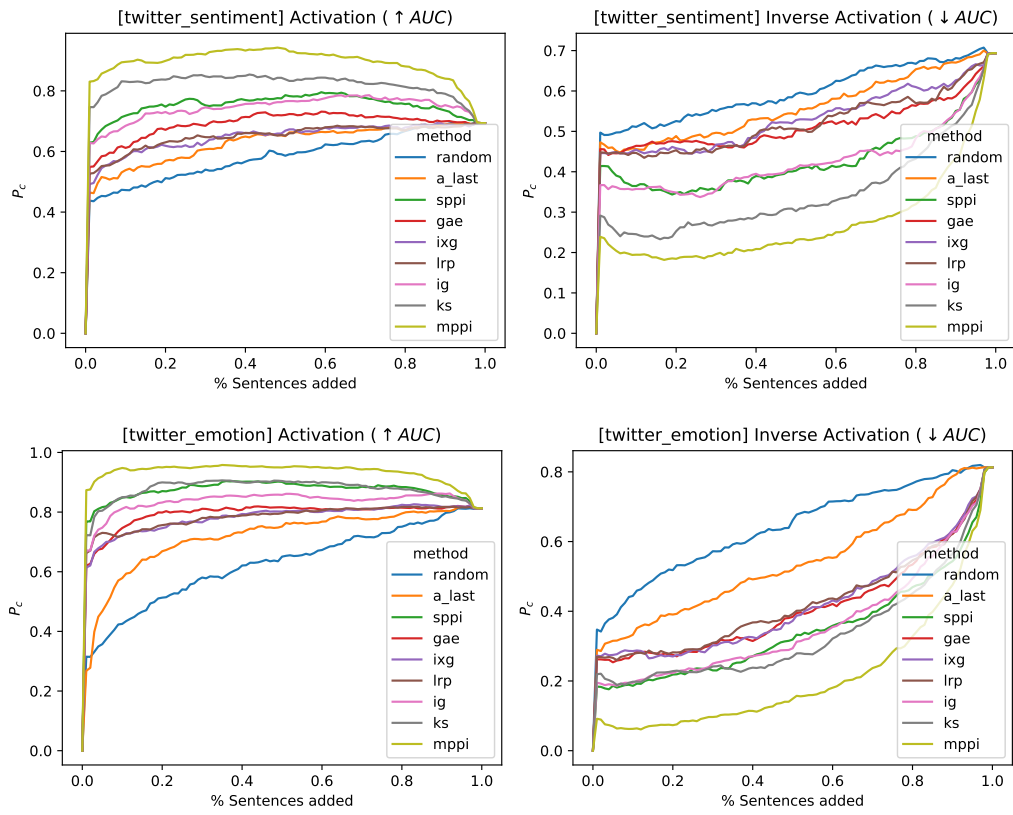 [twitter_sentiment] Activation ( ↑ AUC)
0.8
0.6
0.4
0.2
0.0
P_c
0.0 0.2 0.4 0.6 0.8 1.0
% Sentences added
method
random
a_last
sppi
gae
ixg
lrp
ig
ks
mppi
[twitter_sentiment] Inverse Activation ( ↓ AUC)
0.7
0.6
0.5
0.4
0.3
0.2
0.1
0.0
P_c
0.0 0.2 0.4 0.6 0.8 1.0
% Sentences added
method
random
a_last
sppi
gae
ixg
lrp
ig
ks
mppi
[twitter_emotion] Activation ( ↑ AUC)
1.0
0.8
0.6
0.4
0.2
0.0
P_c
0.0 0.2 0.4 0.6 0.8 1.0
% Sentences added
method
random
a_last
sppi
gae
ixg
lrp
ig
ks
mppi
[twitter_emotion] Inverse Activation ( ↓ AUC)
0.8
0.6
0.4
0.2
0.0
P_c
0.0 0.2 0.4 0.6 0.8 1.0
% Sentences added
method
random
a_last
sppi
gae
ixg
lrp
ig
ks
mppi